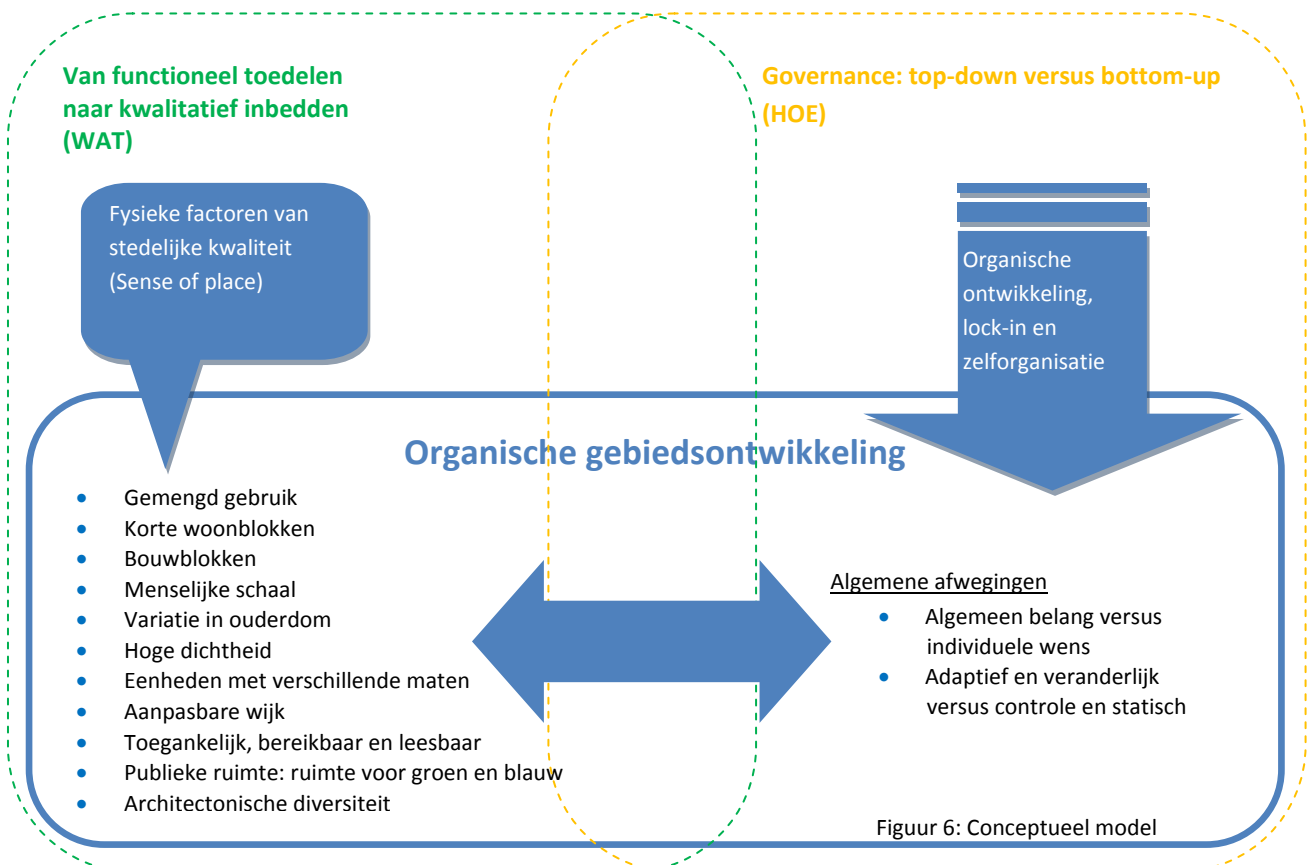 Van functioneel toedelen
naar kwalitatief inbedden
(WAT)
Governance: top-down versus bottom-up
(HOE)
Fysieke factoren van
stedelijke kwaliteit
(Sense of place)
Organische
ontwikkeling,
lock-in en
zelforganisatie
Organische gebiedsontwikkeling
• Gemengd gebruik
• Korte woonblokken
• Bouwblokken
• Menselijke schaal
• Variatie in ouderdom
• Hoge dichtheid
• Eenheden met verschillende maten
• Aanpasbare wijk
• Toegankelijk, bereikbaar en leesbaar
• Publieke ruimte: ruimte voor groen en blauw
• Architectonische diversiteit
Algemene afwegingen
• Algemeen belang versus
individuele wens
• Adaptief en veranderlijk
versus controle en statisch
Figuur 6: Conceptueel model